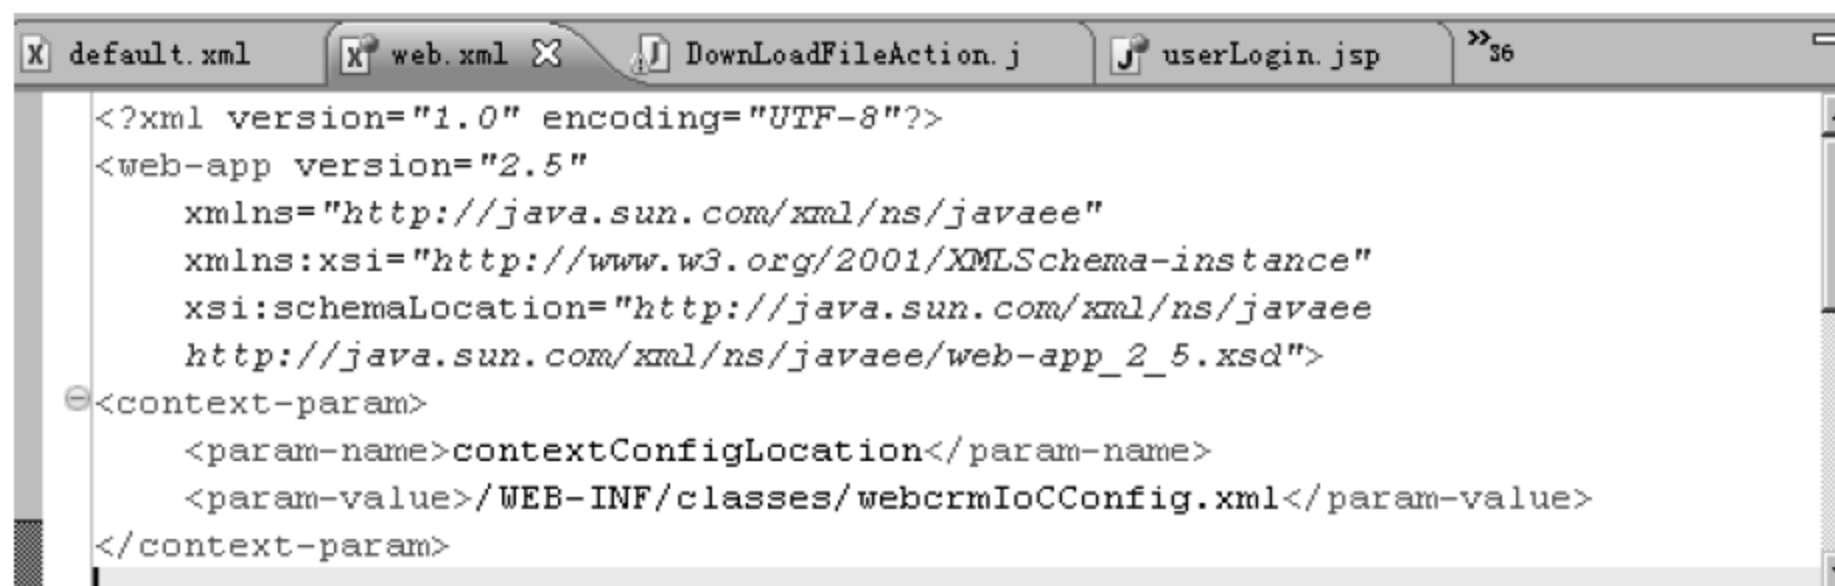 default.xml web.xml DownLoadFileAction.j userLogin.jsp »36
<?xml version="1.0" encoding="UTF-8"?>
<web-app version="2.5"
xmlns="http://java.sun.com/xml/ns/javaee"
xmlns:xsi="http://www.w3.org/2001/XMLSchema-instance"
xsi:schemaLocation="http://java.sun.com/xml/ns/javaee
http://java.sun.com/xml/ns/javaee/web-app_2_5.xsd">
<context-param>
<param-name>contextConfigLocation</param-name>
<param-value>/WEB-INF/classes/webcrmIoCConfig.xml</param-value>
</context-param>